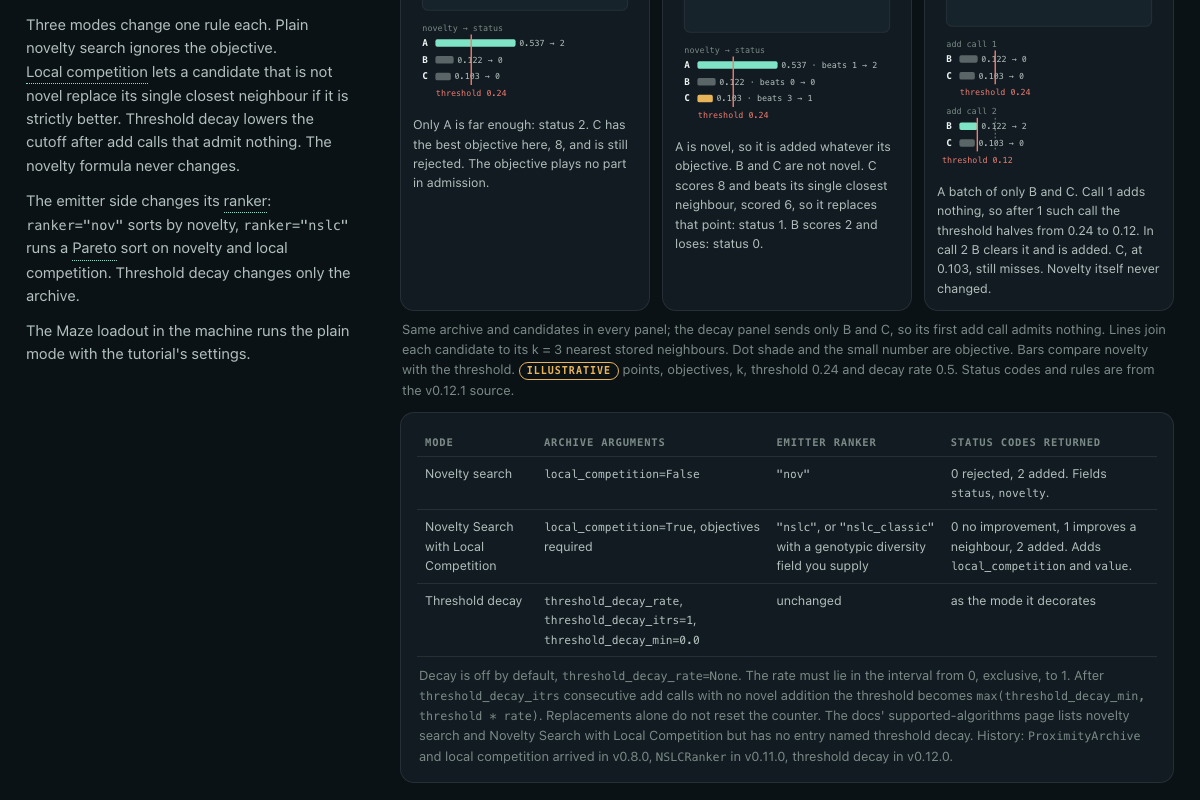 Three modes change one rule each. Plain
novelty search ignores the objective.
Local competition lets a candidate that is not
novel replace its single closest neighbour if it is
strictly better. Threshold decay lowers the
cutoff after add calls that admit nothing. The
novelty formula never changes.
The emitter side changes its ranker:
ranker="nov" sorts by novelty, ranker="nslc"
runs a Pareto sort on novelty and local
competition. Threshold decay changes only the
archive.
The Maze loadout in the machine runs the plain
mode with the tutorial's settings.
novelty → status
A 0.537 → 2
B 0.122 → 0
C 0.103 → 0
threshold 0.24
Only A is far enough: status 2. C has
the best objective here, 8, and is still
rejected. The objective plays no part
in admission.
novelty → status
A 0.537 · beats 1 → 2
B 0.122 · beats 0 → 0
C 0.103 · beats 3 → 1
threshold 0.24
A is novel, so it is added whatever its
objective. B and C are not novel. C
scores 8 and beats its single closest
neighbour, scored 6, so it replaces
that point: status 1. B scores 2 and
loses: status 0.
add call 1
B 0.122 → 0
C 0.103 → 0
threshold 0.24
add call 2
B 0.122 → 2
C 0.103 → 0
threshold 0.12
A batch of only B and C. Call 1 adds
nothing, so after 1 such call the
threshold halves from 0.24 to 0.12. In
call 2 B clears it and is added. C, at
0.103, still misses. Novelty itself never
changed.
Same archive and candidates in every panel; the decay panel sends only B and C, so its first add call admits nothing. Lines join
each candidate to its k = 3 nearest stored neighbours. Dot shade and the small number are objective. Bars compare novelty
with the threshold. ILLUSTRATIVE points, objectives, k, threshold 0.24 and decay rate 0.5. Status codes and rules are from
the v0.12.1 source.
MODE ARCHIVE ARGUMENTS EMITTER RANKER STATUS CODES RETURNED
Novelty search local_competition=False "nov" 0 rejected, 2 added. Fields
status, novelty.
Novelty Search local_competition=True, objectives "nslc", or "nslc_classic" 0 no improvement, 1 improves a
with Local required with a genotypic diversity neighbour, 2 added. Adds
Competition field you supply local_competition and value.
Threshold decay threshold_decay_rate, unchanged as the mode it decorates
threshold_decay_itrs=1,
threshold_decay_min=0.0
Decay is off by default, threshold_decay_rate=None. The rate must lie in the interval from 0, exclusive, to 1. After
threshold_decay_itrs consecutive add calls with no novel addition the threshold becomes max(threshold_decay_min,
threshold * rate). Replacements alone do not reset the counter. The docs' supported-algorithms page lists novelty
search and Novelty Search with Local Competition but has no entry named threshold decay. History: ProximityArchive
and local competition arrived in v0.8.0, NSLCRanker in v0.11.0, threshold decay in v0.12.0.